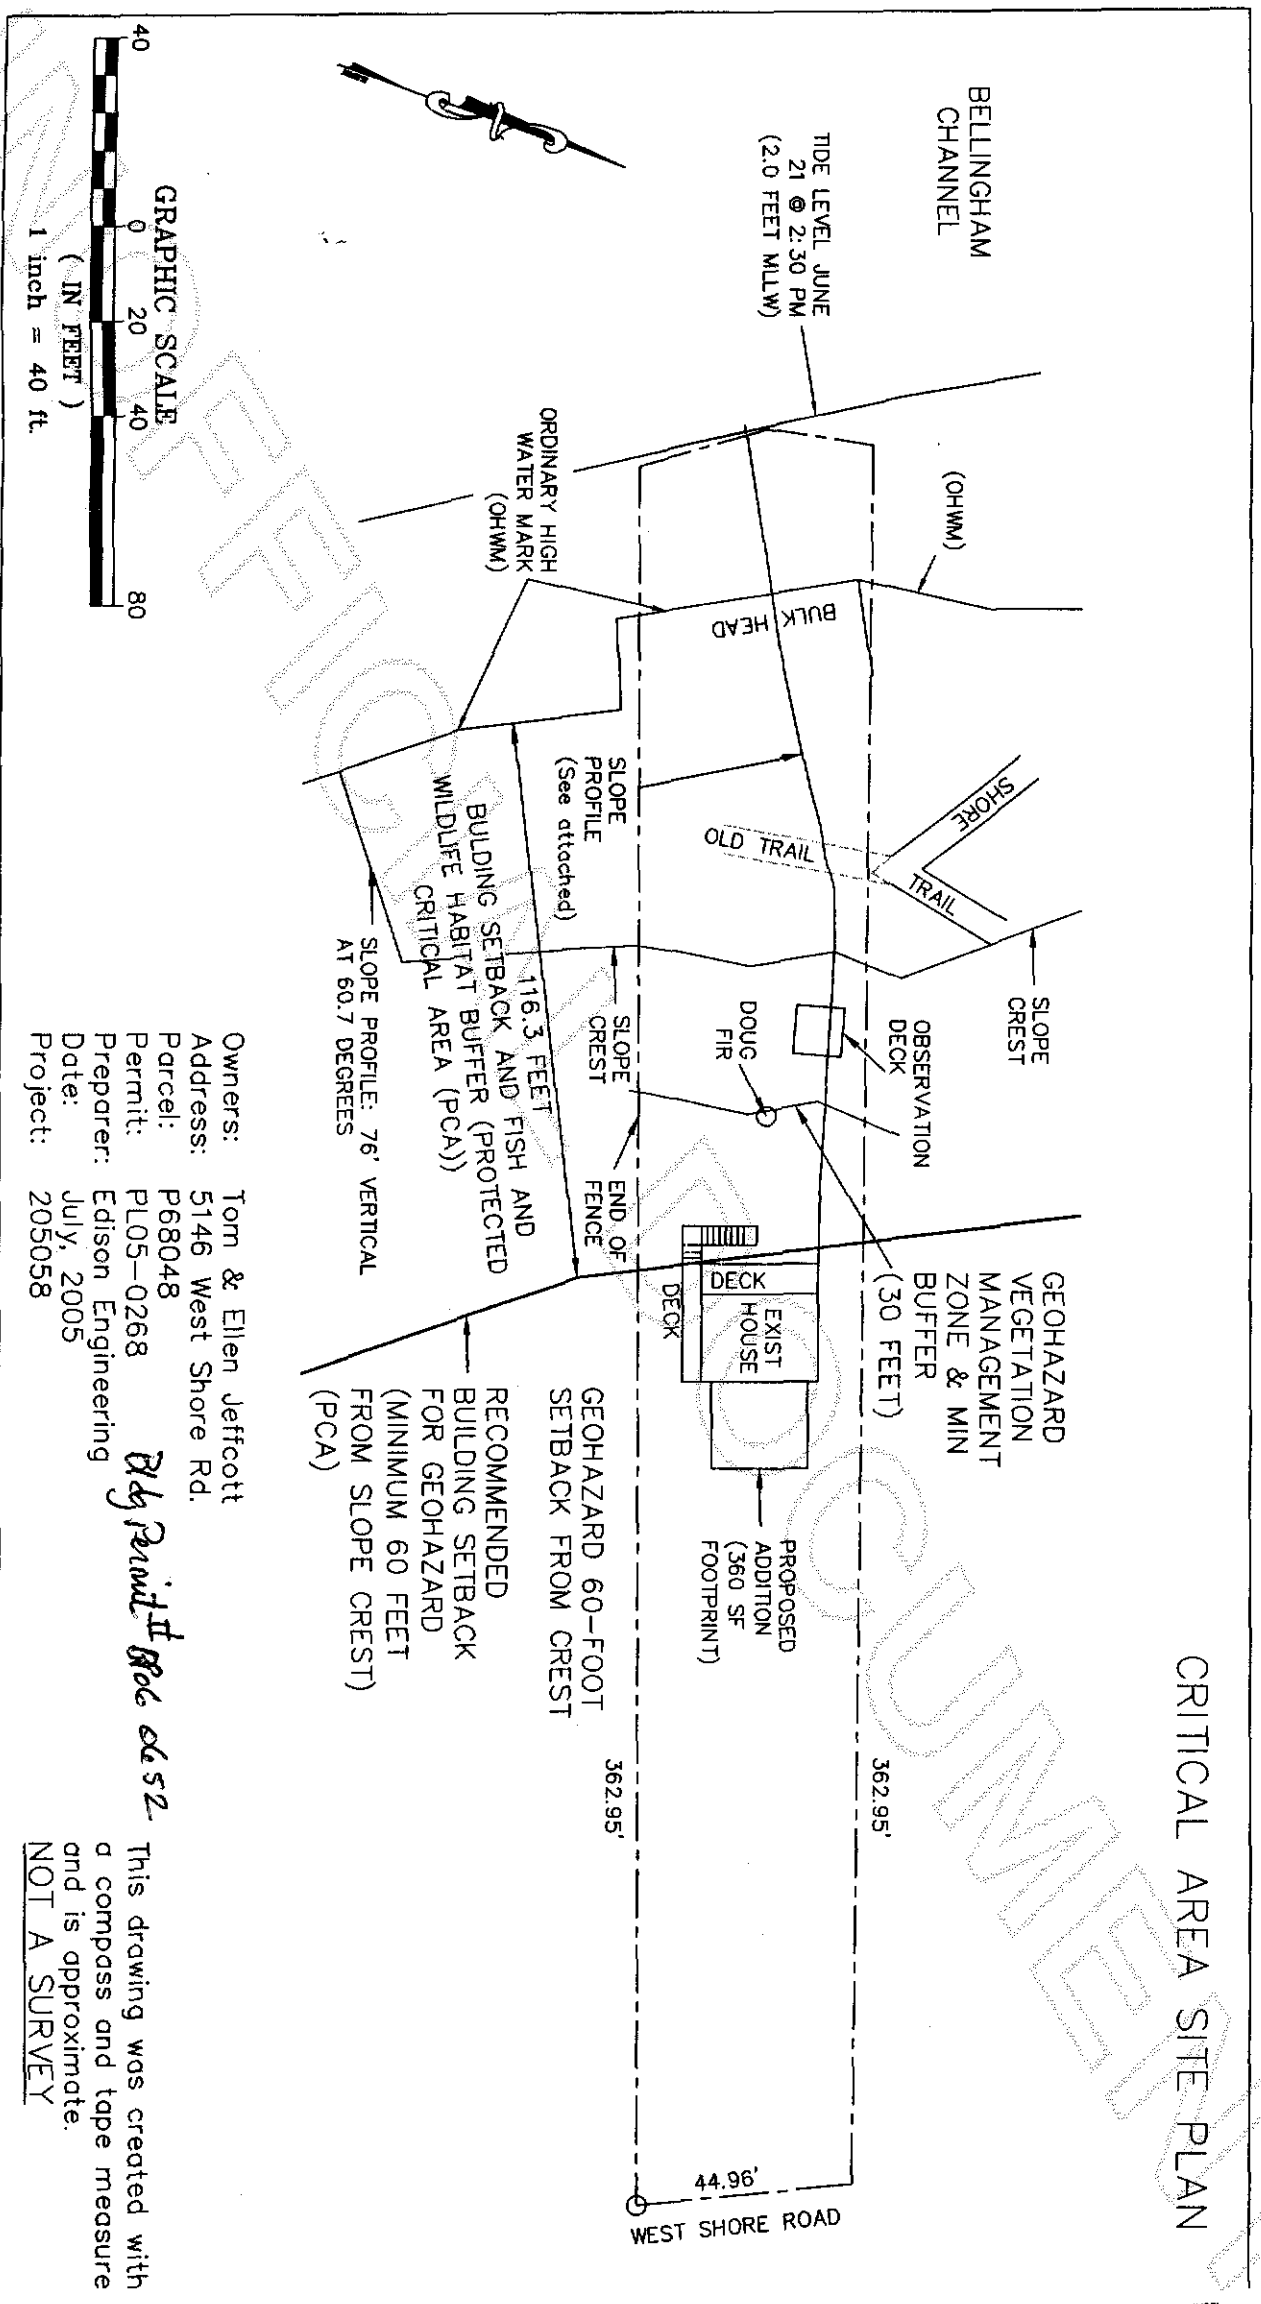 CRITICAL AREA SITE PLAN
BELLINGHAM
CHANNEL
TIDE LEVEL JUNE
21 @ 2:30 PM
(2.0 FEET MLLW)
(OHWM)
ORDINARY HIGH
WATER MARK
(OHWM)
BULK HEAD
SHORE
TRAIL
OLD TRAIL
SLOPE
PROFILE
(See attached)
SLOPE
CREST
SLOPE
CREST
OBSERVATION
DECK
DOUG
FIR
END OF
FENCE
116.3 FEET
BULDING SETBACK AND FISH AND
WILDLIFE HABITAT BUFFER (PROTECTED
CRITICAL AREA (PCA))
SLOPE PROFILE: 76' VERTICAL
AT 60.7 DEGREES
GEOHAZARD
VEGETATION
MANAGEMENT
ZONE & MIN
BUFFER
(30 FEET)
DECK
EXIST
HOUSE
DECK
PROPOSED
ADDITION
(360 SF
FOOTPRINT)
GEOHAZARD 60-FOOT
SETBACK FROM CREST
RECOMMENDED
BUILDING SETBACK
FOR GEOHAZARD
(MINIMUM 60 FEET
FROM SLOPE CREST)
(PCA)
362.95'
362.95'
44.96'
WEST SHORE ROAD
GRAPHIC SCALE
40 0 20 40 80
( IN FEET )
1 inch = 40 ft.
Owners: Tom & Ellen Jeffcott
Address: 5146 West Shore Rd.
Parcel: P68048
Permit: PL05-0268
Preparer: Edison Engineering
Date: July, 2005
Project: 205058
Bldg Permit # BP06 0652
This drawing was created with
a compass and tape measure
and is approximate.
NOT A SURVEY
UNOFFICIAL DOCUMENT